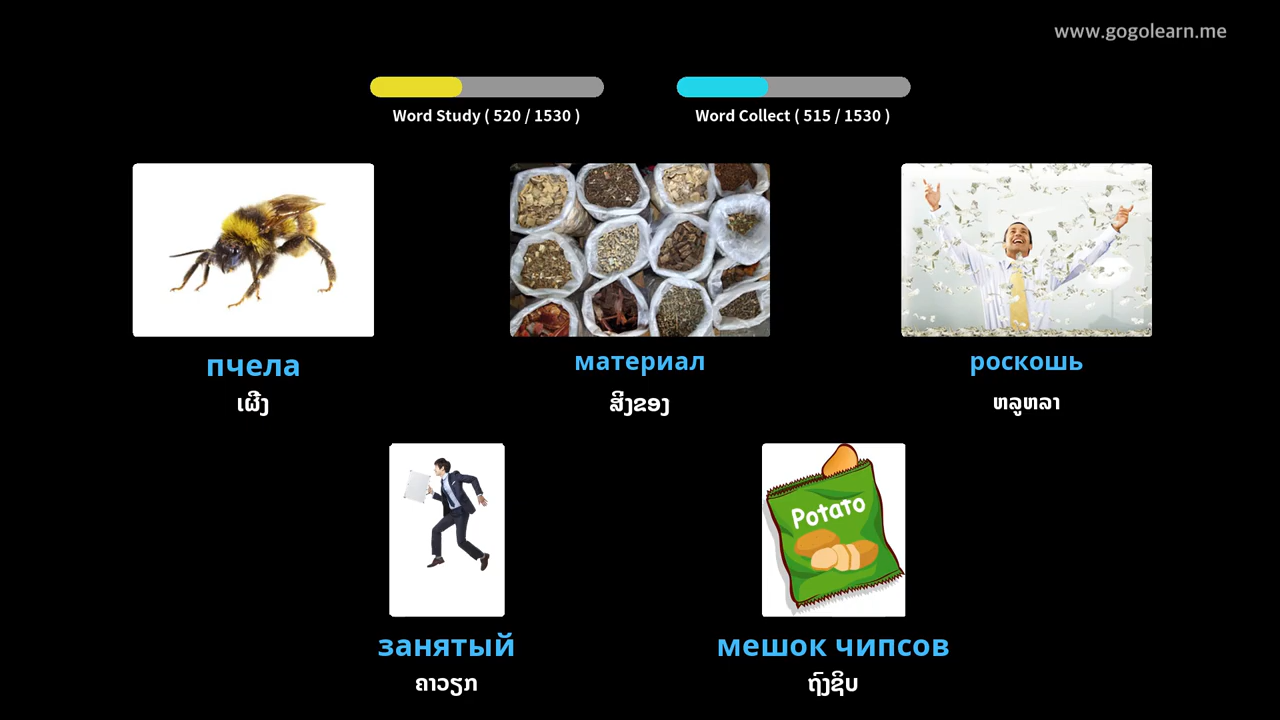 www.gogolearn.me
Word Study ( 520 / 1530 )
Word Collect ( 515 / 1530 )
пчела
ເຜີ້ງ
материал
ສິ່ງຂອງ
роскошь
ຫລູຫລາ
Potato
занятый
ຄາວຽກ
мешок чипсов
ຖົງຊິບ